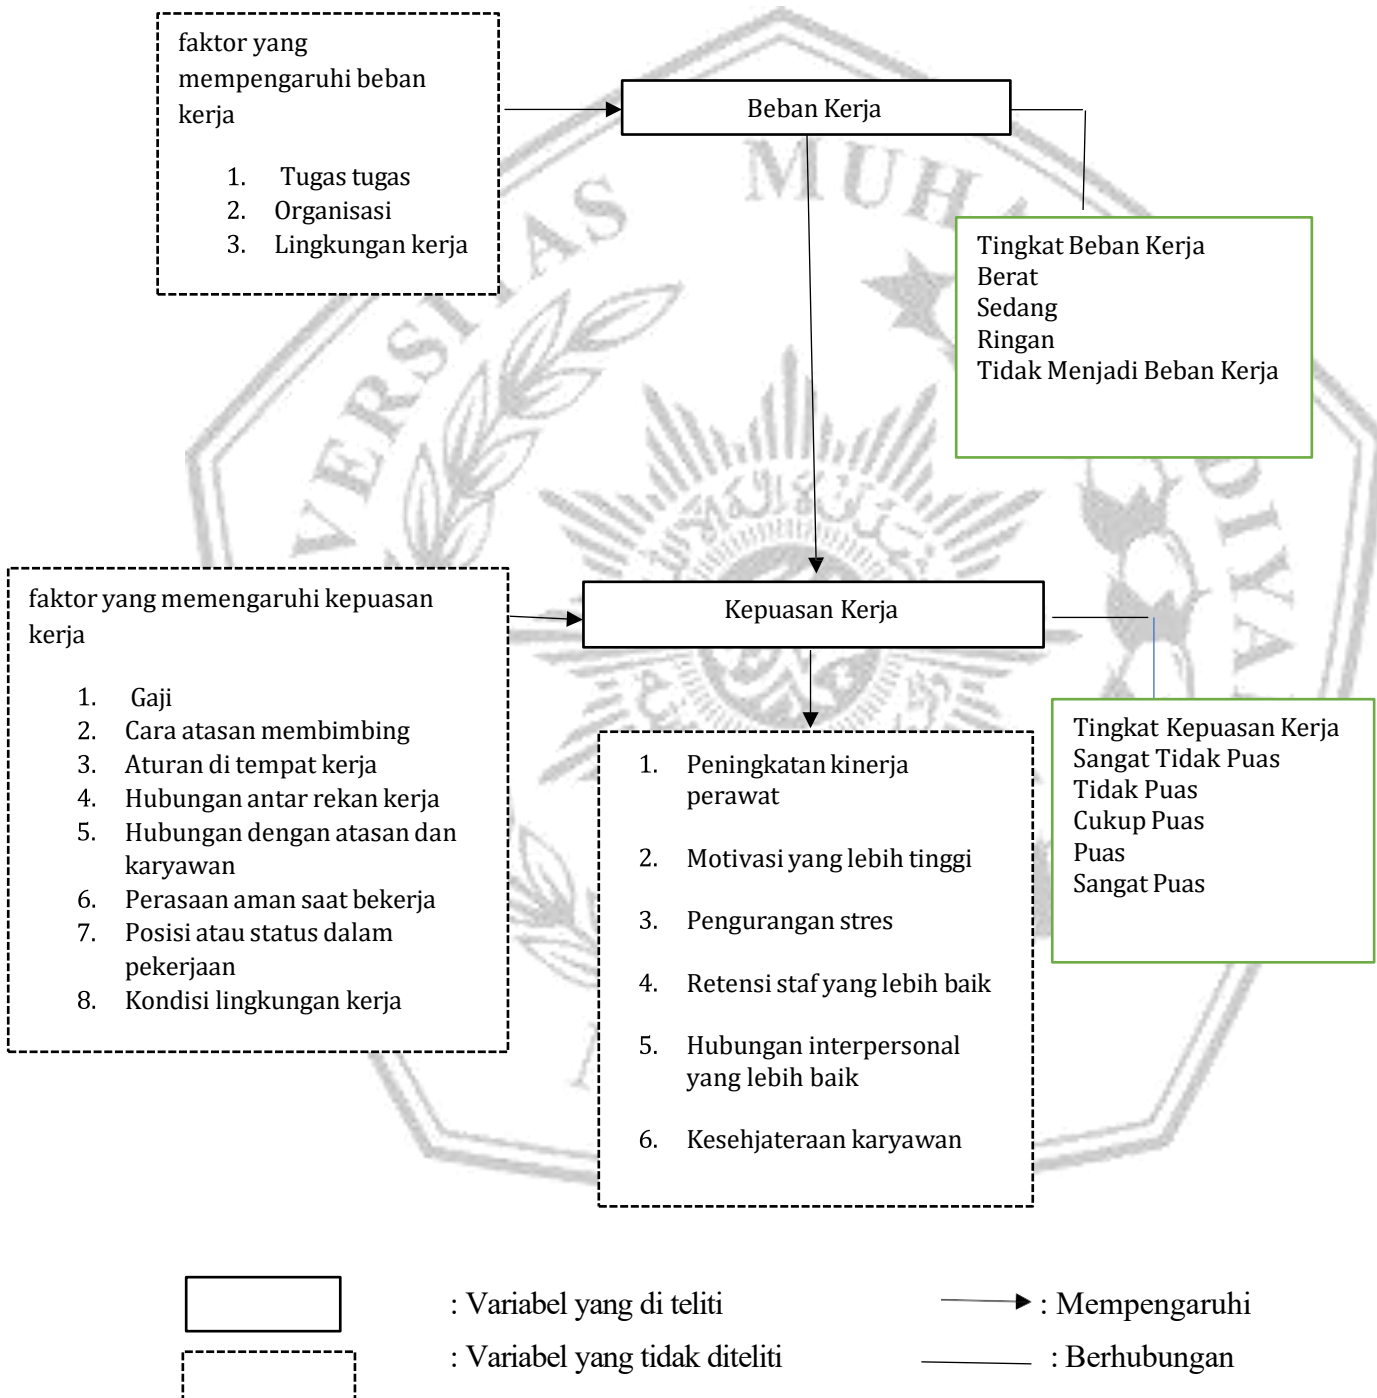 faktor yang
mempengaruhi beban
kerja
1. Tugas tugas
2. Organisasi
3. Lingkungan kerja
Beban Kerja
Tingkat Beban Kerja
Berat
Sedang
Ringan
Tidak Menjadi Beban Kerja
faktor yang memengaruhi kepuasan
kerja
1. Gaji
2. Cara atasan membimbing
3. Aturan di tempat kerja
4. Hubungan antar rekan kerja
5. Hubungan dengan atasan dan
karyawan
6. Perasaan aman saat bekerja
7. Posisi atau status dalam
pekerjaan
8. Kondisi lingkungan kerja
Kepuasan Kerja
1. Peningkatan kinerja
perawat
2. Motivasi yang lebih tinggi
3. Pengurangan stres
4. Retensi staf yang lebih baik
5. Hubungan interpersonal
yang lebih baik
6. Kesehjateraan karyawan
Tingkat Kepuasan Kerja
Sangat Tidak Puas
Tidak Puas
Cukup Puas
Puas
Sangat Puas
: Variabel yang di teliti
: Mempengaruhi
: Variabel yang tidak diteliti
: Berhubungan